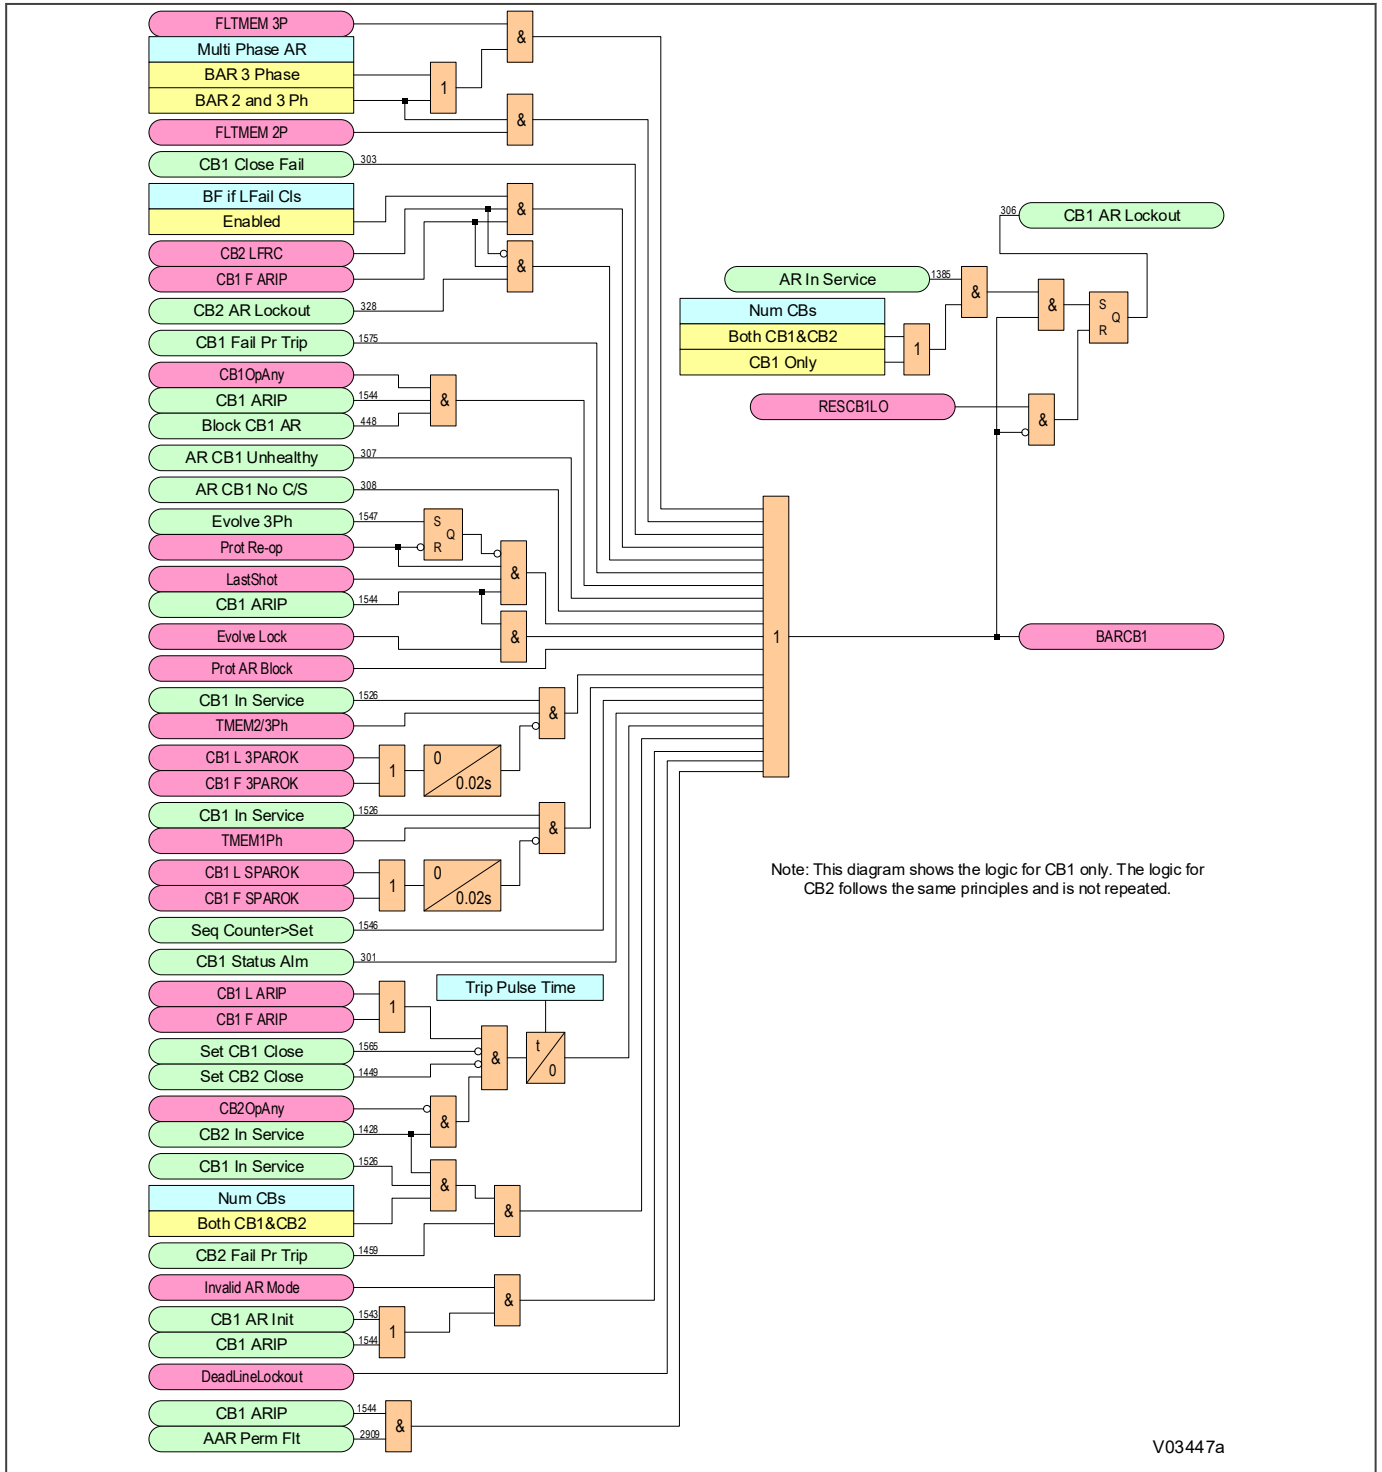 FLTMEM 3P
Multi Phase AR
BAR 3 Phase
BAR 2 and 3 Ph
&
1
&
FLTMEM 2P
CB1 Close Fail
303
BF if LFail Cls
Enabled
&
CB2 LFRC
CB1 F ARIP
&
CB2 AR Lockout
328
CB1 Fail Pr Trip
1575
CB1OpAny
CB1 ARIP
1544
Block CB1 AR
448
&
AR CB1 Unhealthy
307
AR CB1 No C/S
308
Evolve 3Ph
1547
Prot Re-op
S
Q
R
LastShot
&
CB1 ARIP
1544
Evolve Lock
&
Prot AR Block
CB1 In Service
1526
TMEM2/3Ph
&
CB1 L 3PAROK
CB1 F 3PAROK
1
0
0.02s
CB1 In Service
1526
TMEM1Ph
&
CB1 L SPAROK
CB1 F SPAROK
1
0
0.02s
Seq Counter>Set
1546
CB1 Status Alm
301
CB1 L ARIP
CB1 F ARIP
1
Trip Pulse Time
Set CB1 Close
1565
Set CB2 Close
1449
&
t
0
CB2OpAny
CB2 In Service
1428
&
CB1 In Service
1526
Num CBs
Both CB1&CB2
&
&
CB2 Fail Pr Trip
1459
Invalid AR Mode
&
CB1 AR Init
1543
CB1 ARIP
1544
1
DeadLineLockout
CB1 ARIP
1544
AAR Perm Flt
2909
&
1
306
CB1 AR Lockout
AR In Service
1385
&
Num CBs
Both CB1&CB2
CB1 Only
1
&
S
Q
R
RESCB1LO
&
BARCB1
Note: This diagram shows the logic for CB1 only. The logic for
CB2 follows the same principles and is not repeated.
V03447a